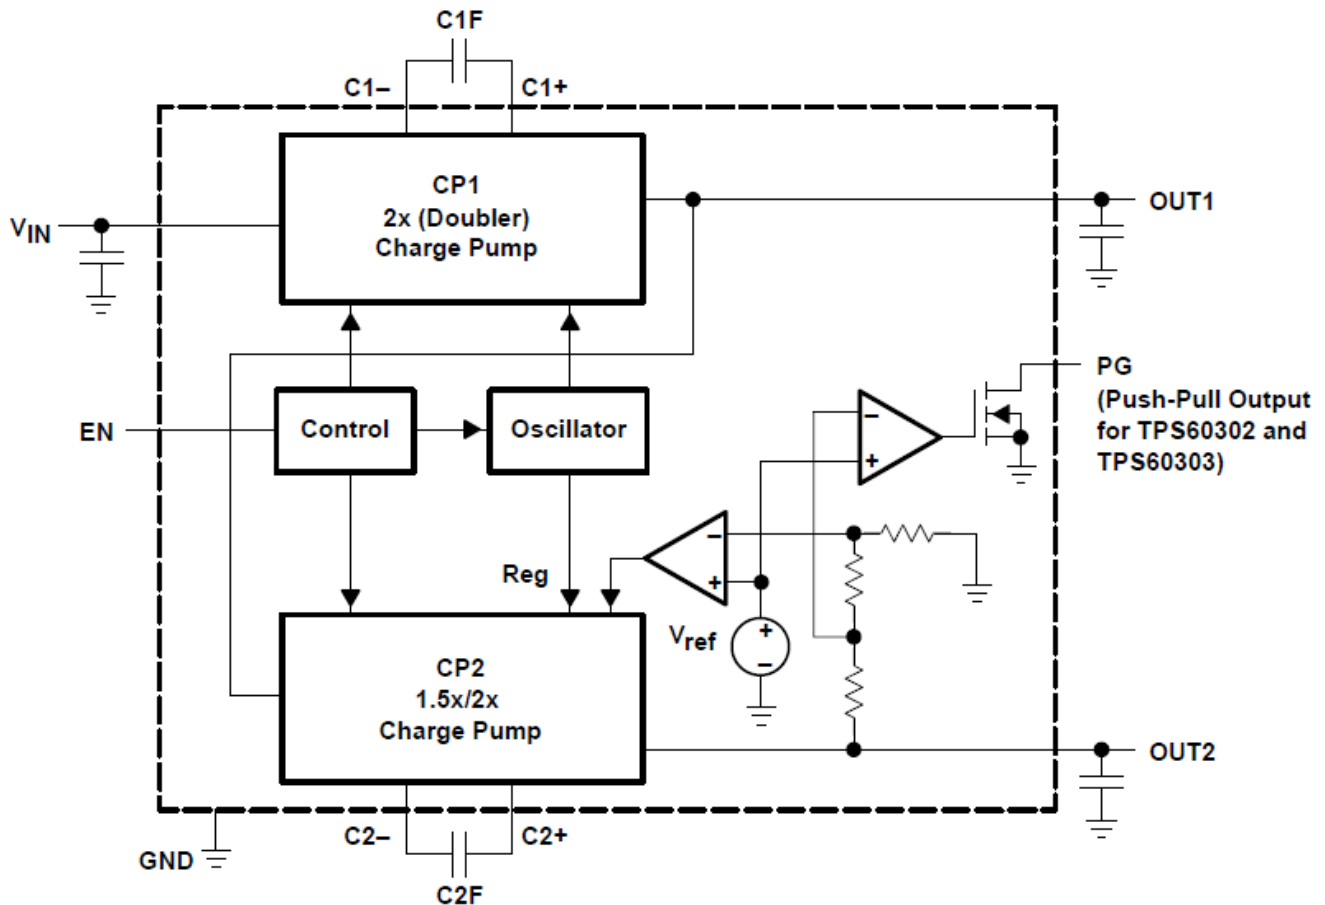 C1F
C1– C1+
CP1
2x (Doubler)
Charge Pump
OUT1
VIN
PG
(Push-Pull Output
for TPS60302 and
TPS60303)
EN
Control
Oscillator
–
+
–
+
Reg
Vref
+
–
CP2
1.5x/2x
Charge Pump
OUT2
GND
C2– C2+
C2F